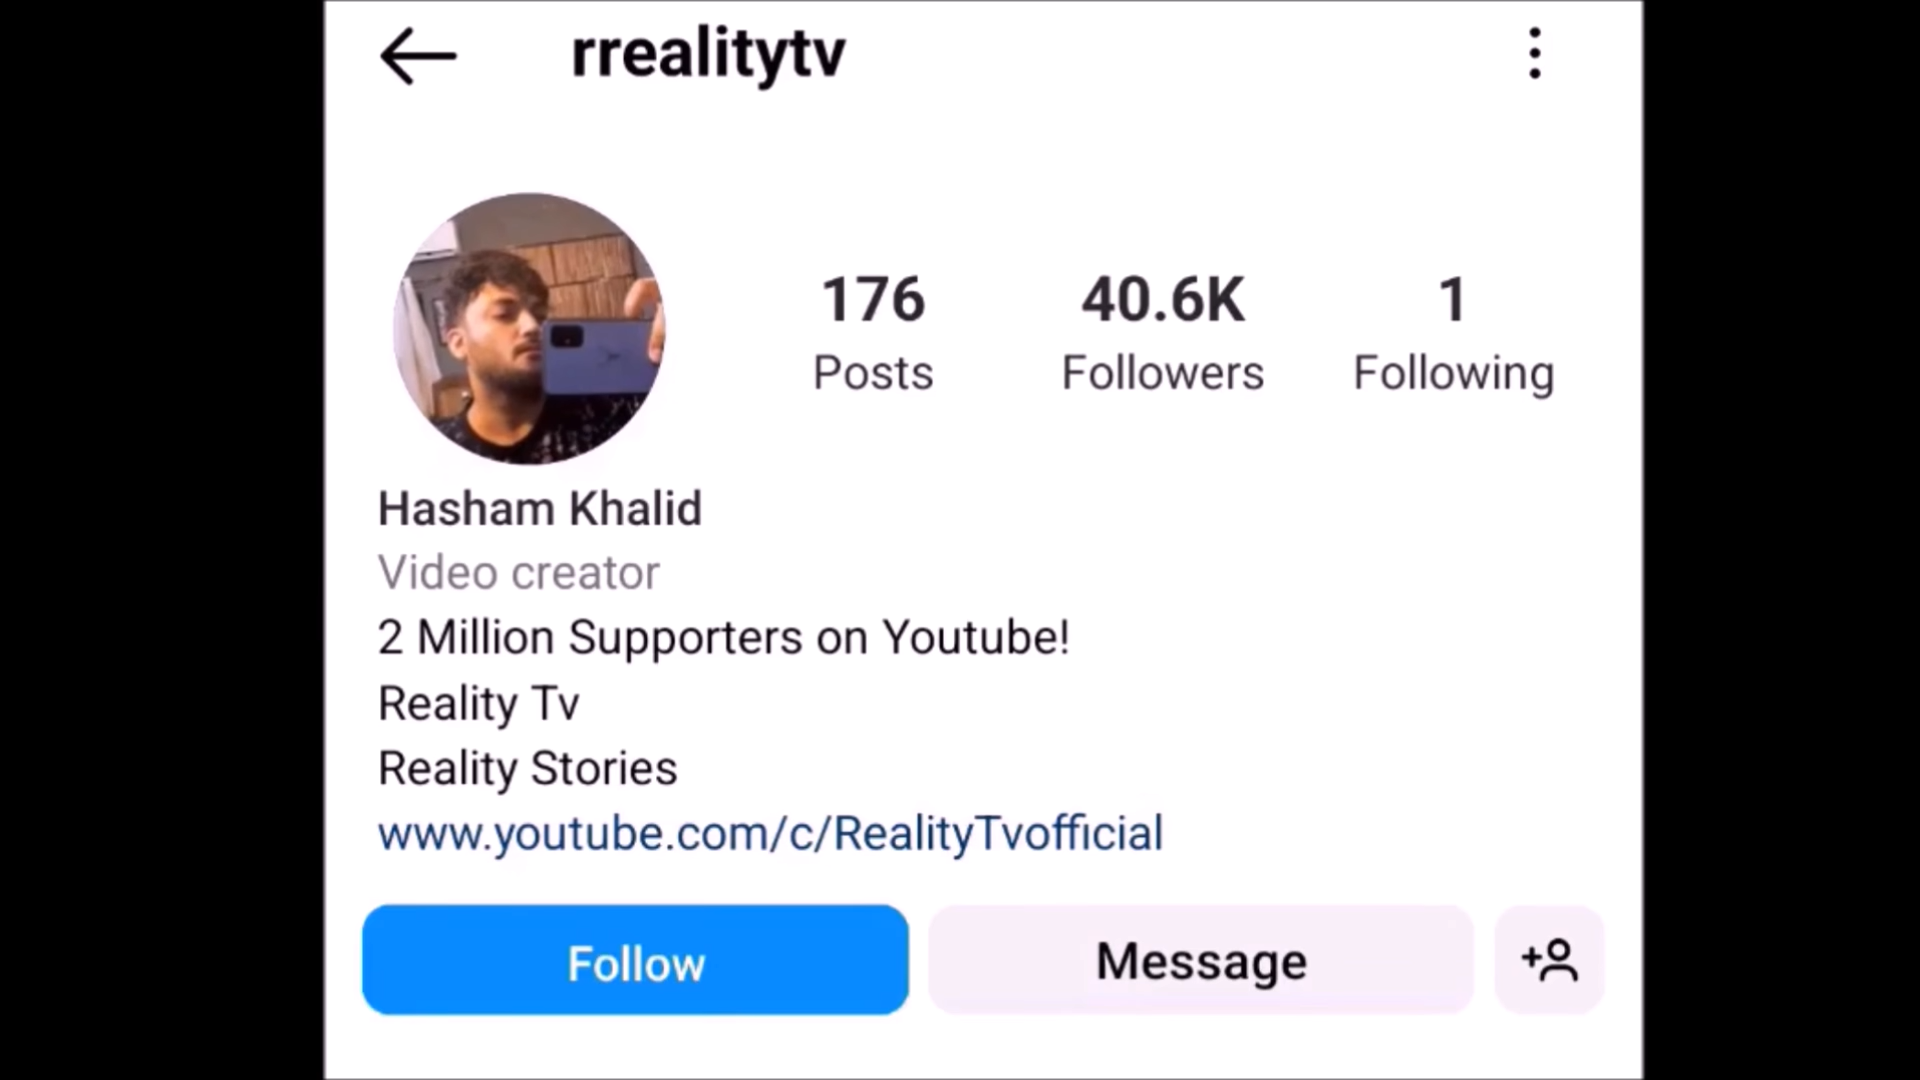 rrealitytv
176 40.6K 1
Posts Followers Following
Hasham Khalid
Video creator
2 Million Supporters on Youtube!
Reality Tv
Reality Stories
www.youtube.com/c/RealityTvofficial
Follow Message